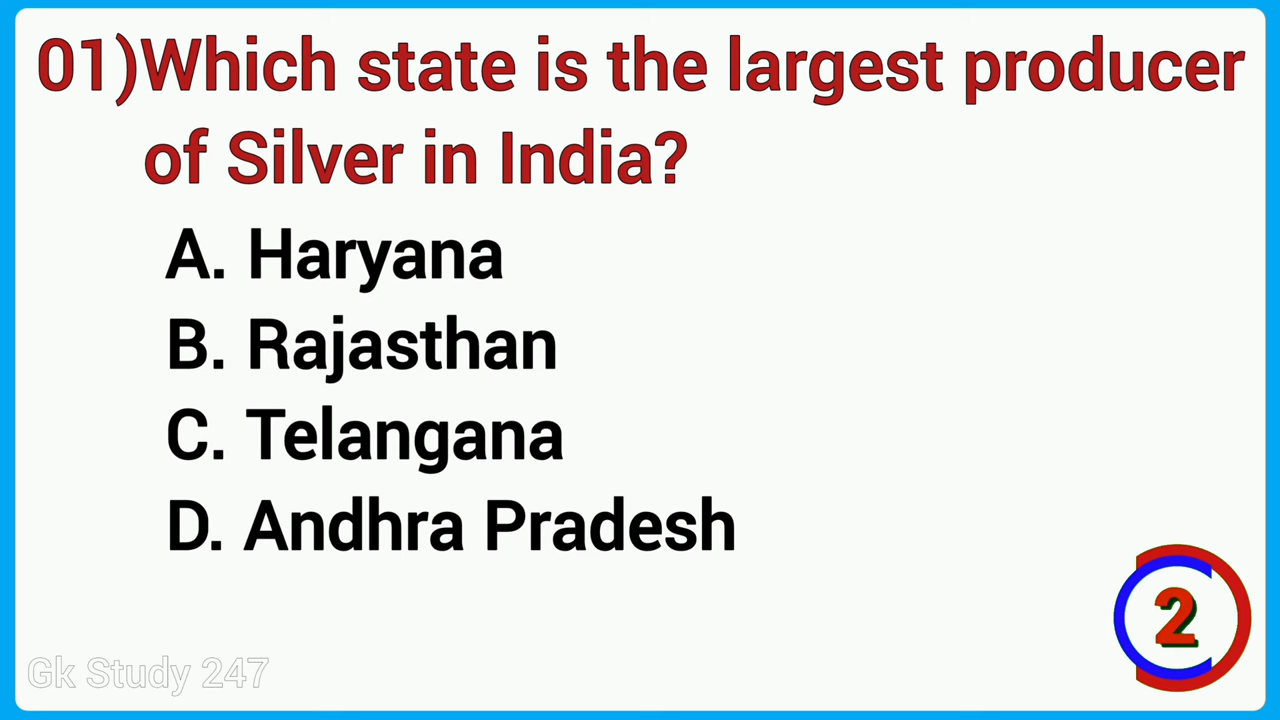 01)Which state is the largest producer
of Silver in India?
A. Haryana
B. Rajasthan
C. Telangana
D. Andhra Pradesh
2
Gk Study 247